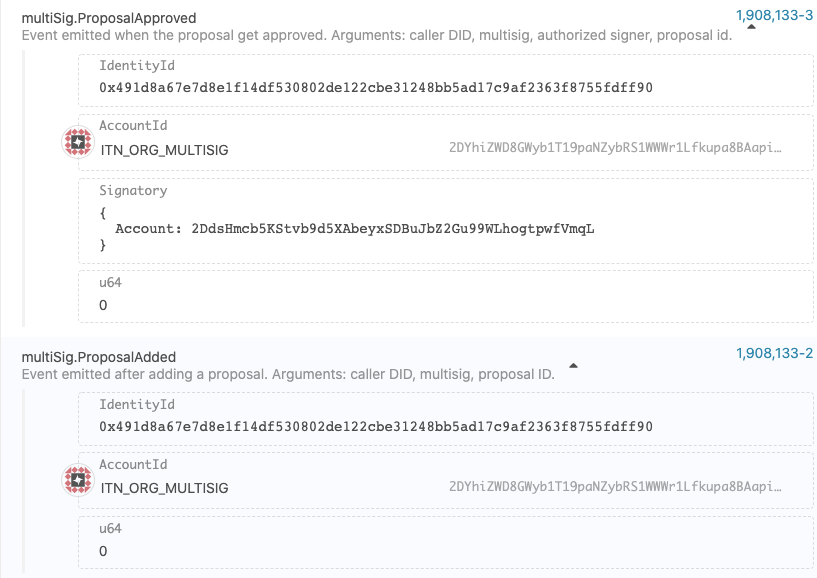 multiSig.ProposalApproved
1,908,133-3
Event emitted when the proposal get approved. Arguments: caller DID, multisig, authorized signer, proposal id.
IdentityId
0x491d8a67e7d8e1f14df530802de122cbe31248bb5ad17c9af2363f8755fdff90
AccountId
ITN_ORG_MULTISIG
2DYhiZWD8GWyb1T19paNZybRS1WWWr1Lfkupa8BAapi…
Signatory
{
Account: 2DdsHmcb5KStvb9d5XAbeyxSDBuJbZ2Gu99WLhogtpwfVmqL
}
u64
0
multiSig.ProposalAdded
1,908,133-2
Event emitted after adding a proposal. Arguments: caller DID, multisig, proposal ID.
IdentityId
0x491d8a67e7d8e1f14df530802de122cbe31248bb5ad17c9af2363f8755fdff90
AccountId
ITN_ORG_MULTISIG
2DYhiZWD8GWyb1T19paNZybRS1WWWr1Lfkupa8BAapi…
u64
0